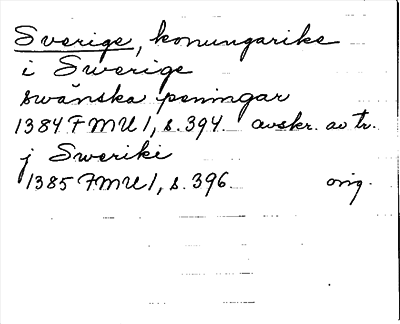 Sverige, konungarike
i Swerige
swänska peningar
1384 FMU 1, s. 394. avskr. av tr.
j Sweriki
1385 FMU 1, s. 396. orig.